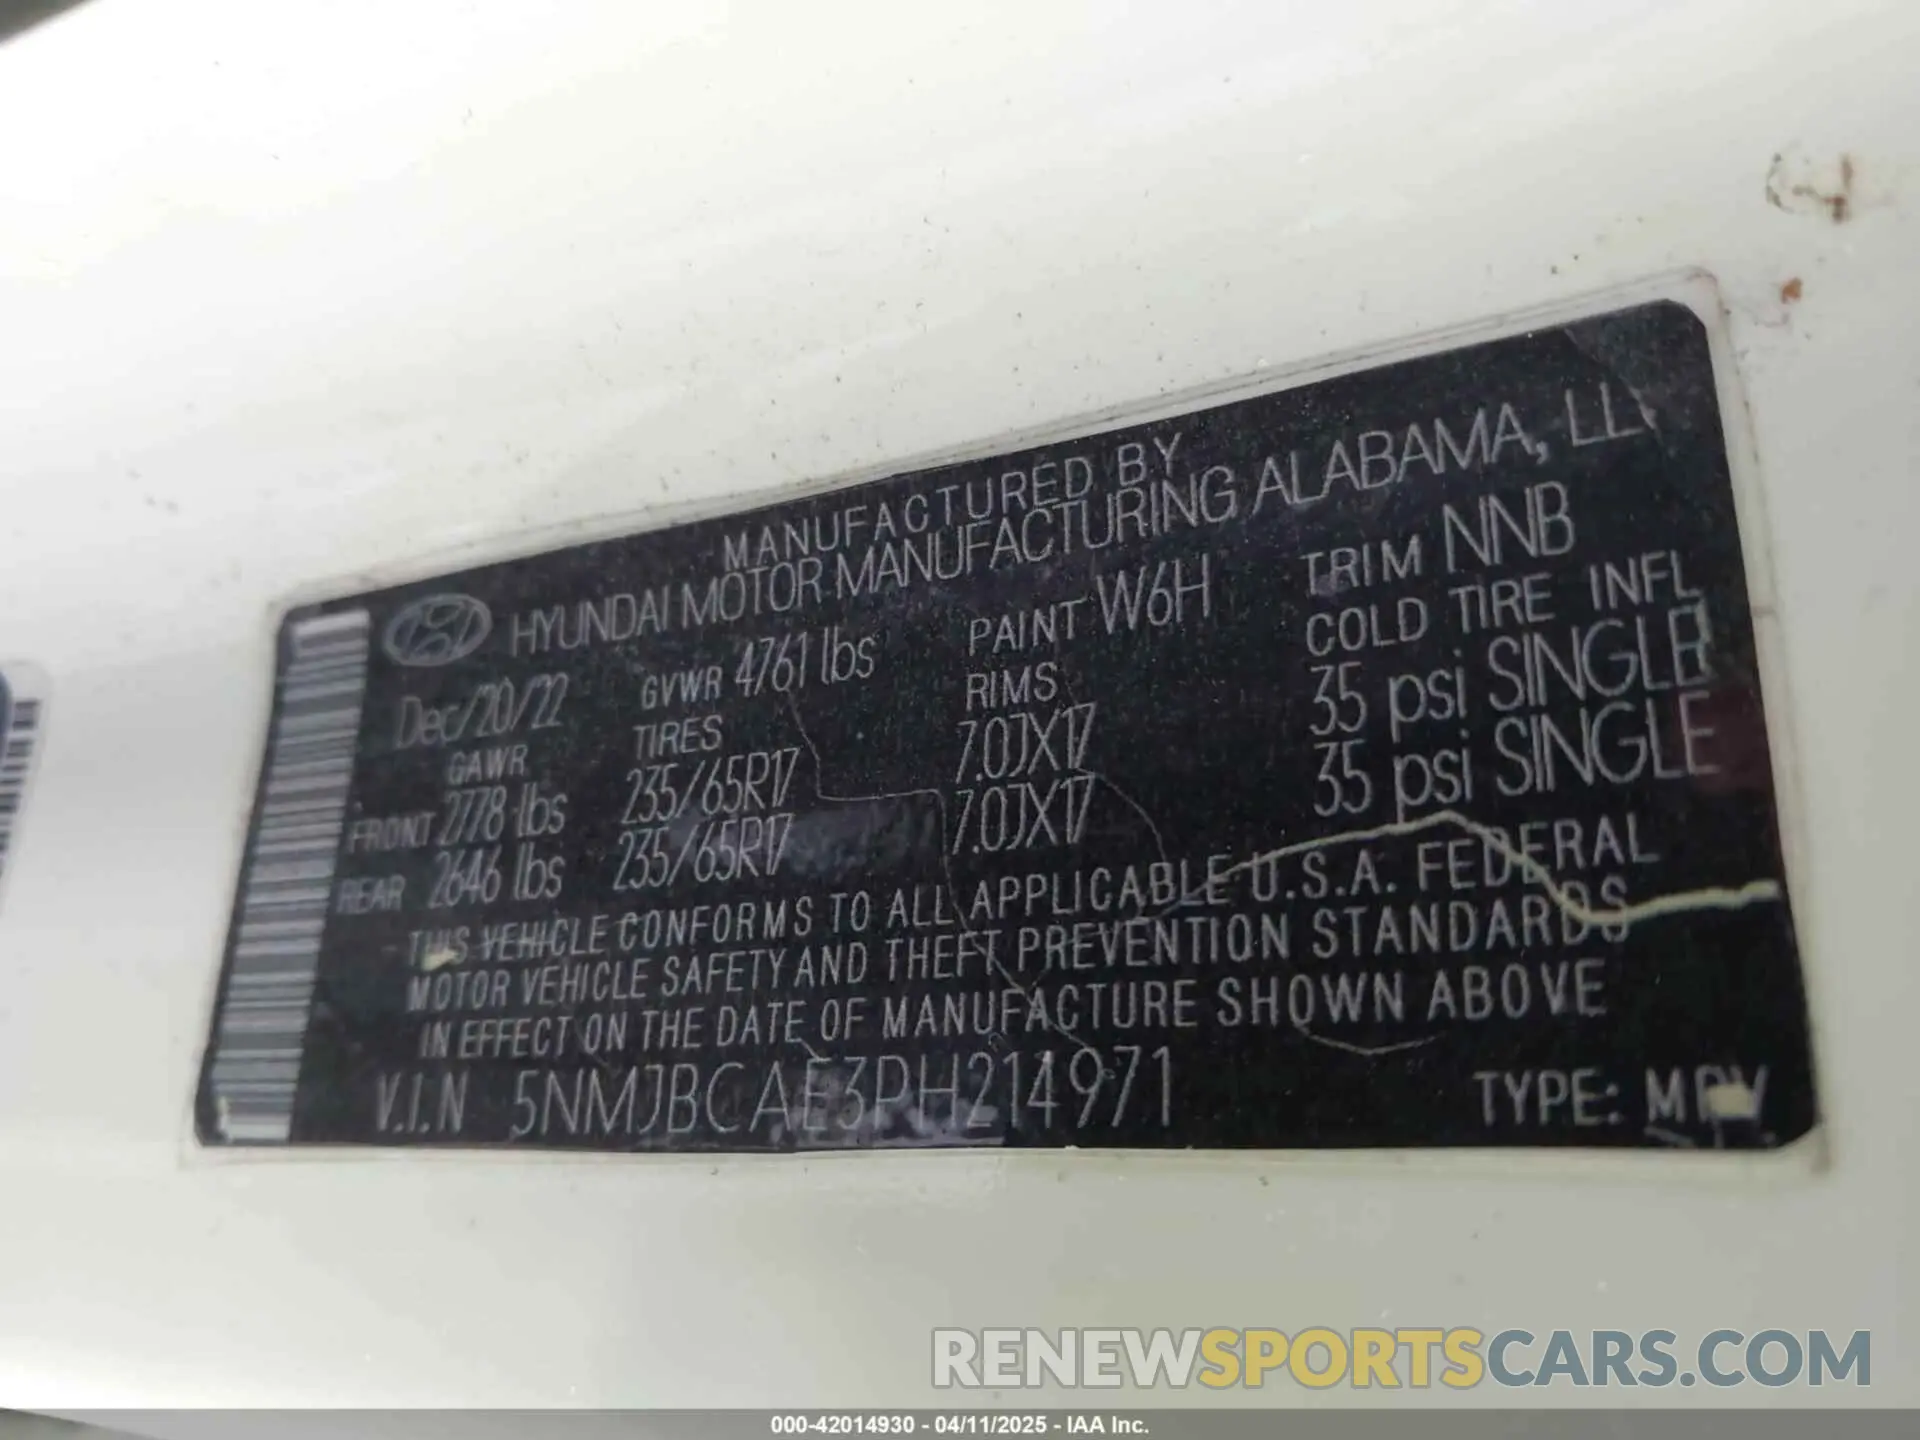 MANUFACTURED BY
HYUNDAI MOTOR MANUFACTURING ALABAMA, LL
Dec/20/22 GVWR 4761 lbs PAINT W6H TRIM NNB
GAWR TIRES RIMS COLD TIRE INFL
FRONT 2778 lbs 235/65R17 7.0JX17 35 psi SINGLE
REAR 2646 lbs 235/65R17 7.0JX17 35 psi SINGLE
THIS VEHICLE CONFORMS TO ALL APPLICABLE U.S.A. FEDERAL
MOTOR VEHICLE SAFETY AND THEFT PREVENTION STANDARDS
IN EFFECT ON THE DATE OF MANUFACTURE SHOWN ABOVE
V.I.N 5NMJBCAE3PH214971 TYPE: MPV
RENEWSPORTSCARS.COM
000-42014930 - 04/11/2025 - IAA Inc.